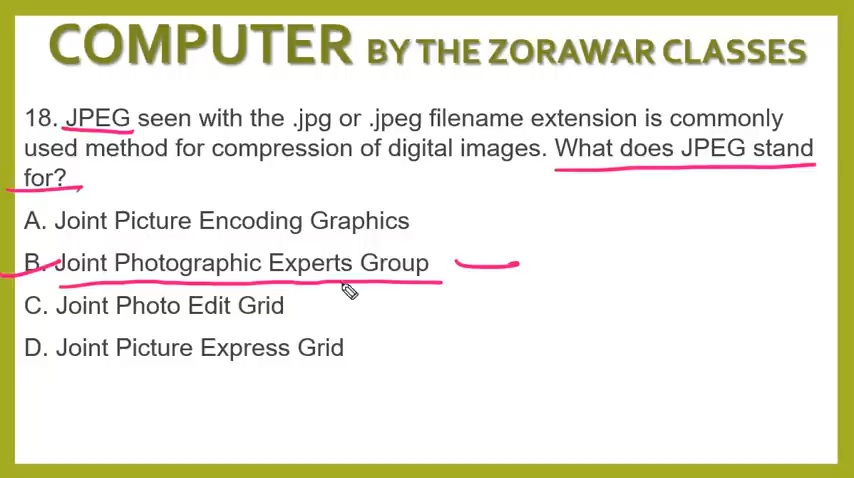 COMPUTER BY THE ZORAWAR CLASSES
18. JPEG seen with the .jpg or .jpeg filename extension is commonly
used method for compression of digital images. What does JPEG stand
for?
A. Joint Picture Encoding Graphics
B. Joint Photographic Experts Group
C. Joint Photo Edit Grid
D. Joint Picture Express Grid